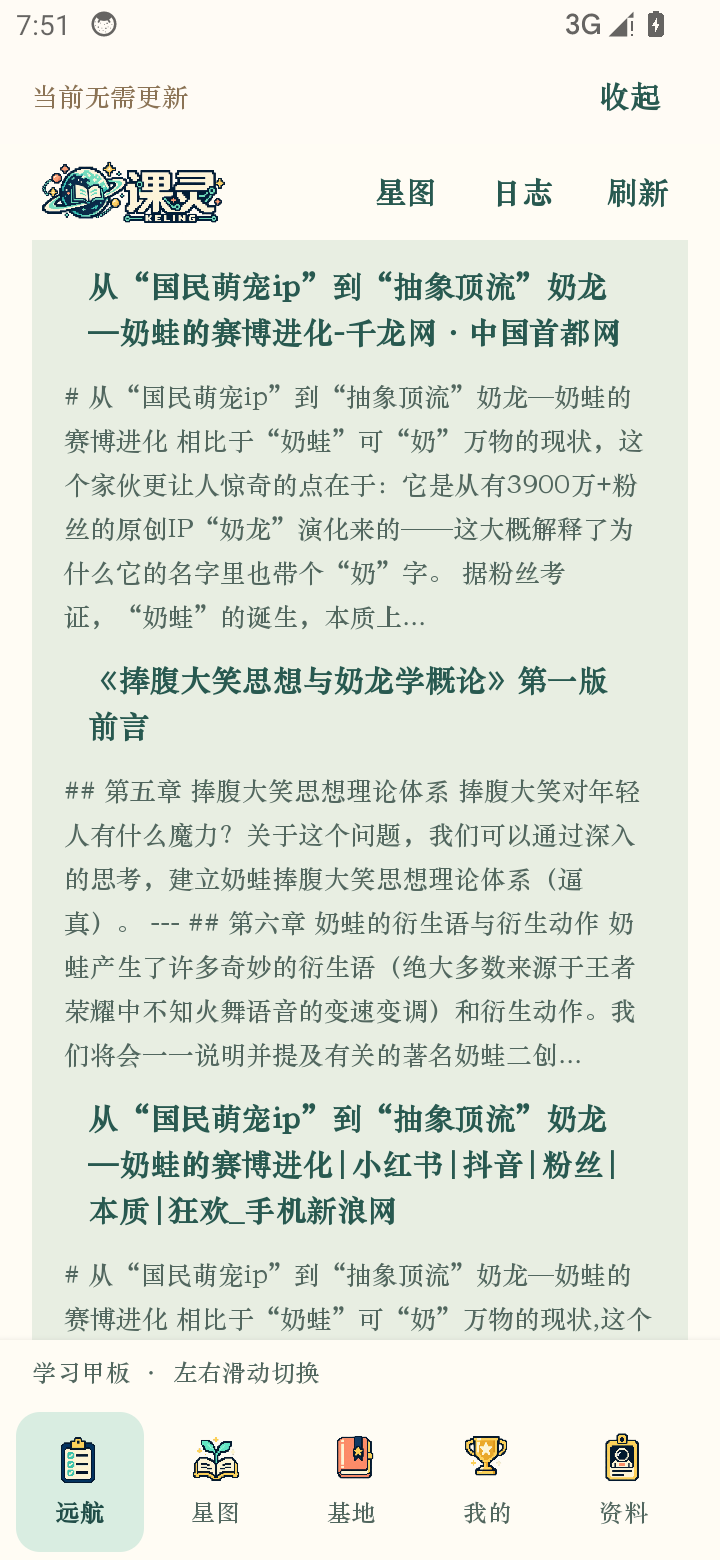 7:51
3G
当前无需更新
收起
课灵
KELING
星图
日志
刷新
从“国民萌宠ip”到“抽象顶流”奶龙
—奶蛙的赛博进化-千龙网·中国首都网
# 从“国民萌宠ip”到“抽象顶流”奶龙—奶蛙的
赛博进化 相比于“奶蛙”可“奶”万物的现状，这
个家伙更让人惊奇的点在于：它是从有3900万+粉
丝的原创IP“奶龙”演化来的——这大概解释了为
什么它的名字里也带个“奶”字。 据粉丝考
证，“奶蛙”的诞生，本质上...
《捧腹大笑思想与奶龙学概论》第一版
前言
## 第五章 捧腹大笑思想理论体系 捧腹大笑对年轻
人有什么魔力？关于这个问题，我们可以通过深入
的思考，建立奶蛙捧腹大笑思想理论体系（逼
真）。 --- ## 第六章 奶蛙的衍生语与衍生动作 奶
蛙产生了许多奇妙的衍生语（绝大多数来源于王者
荣耀中不知火舞语音的变速变调）和衍生动作。我
们将会一一说明并提及有关的著名奶蛙二创...
从“国民萌宠ip”到“抽象顶流”奶龙
—奶蛙的赛博进化|小红书|抖音|粉丝|
本质|狂欢_手机新浪网
# 从“国民萌宠ip”到“抽象顶流”奶龙—奶蛙的
赛博进化 相比于“奶蛙”可“奶”万物的现状,这个
学习甲板 · 左右滑动切换
远航
星图
基地
我的
资料